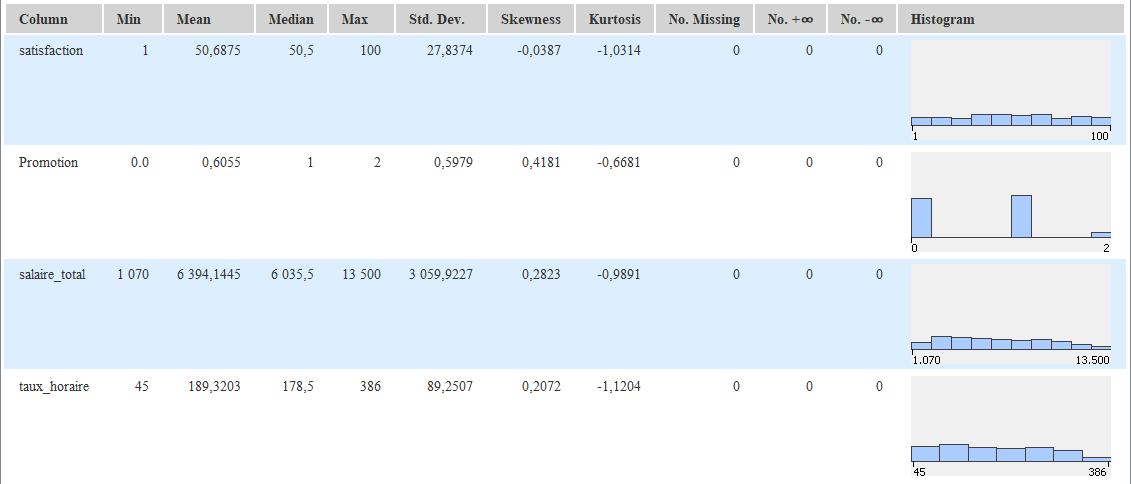 Column Min Mean Median Max Std. Dev. Skewness Kurtosis No. Missing No. +∞ No. -∞ Histogram
satisfaction 1 50,6875 50,5 100 27,8374 -0,0387 -1,0314 0 0 0
1 100
Promotion 0.0 0,6055 1 2 0,5979 0,4181 -0,6681 0 0 0
0 2
salaire_total 1 070 6 394,1445 6 035,5 13 500 3 059,9227 0,2823 -0,9891 0 0 0
1.070 13.500
taux_horaire 45 189,3203 178,5 386 89,2507 0,2072 -1,1204 0 0 0
45 386